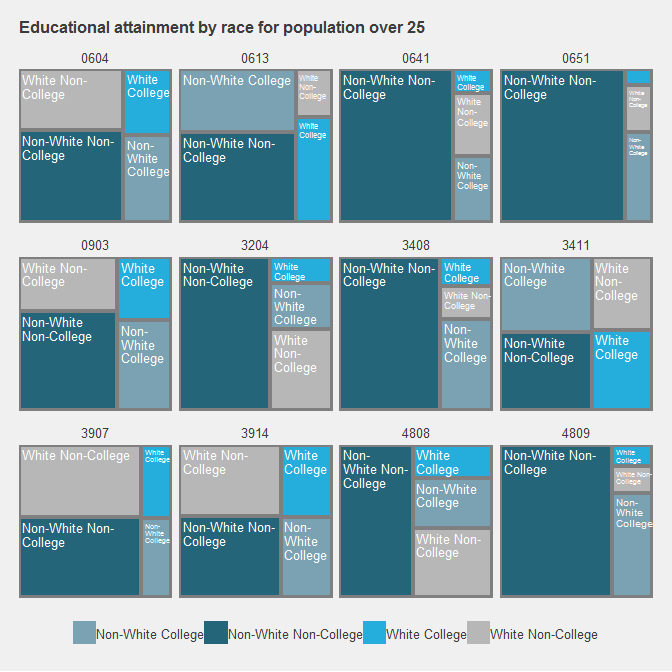 Educational attainment by race for population over 25
0604
0613
0641
0651
White Non-
College
White
College
Non-White Non-
College
Non-
White
College
Non-White College
White
Non-
College
Non-White Non-
College
White
College
Non-White Non-
College
White
College
White
Non-
College
Non-
White
College
Non-White Non-
College
White
Non-
College
Non-
White
College
0903
3204
3408
3411
White Non-
College
White
College
Non-White
Non-College
Non-
White
College
Non-White
Non-College
White
College
Non-
White
College
White
Non-
College
Non-White Non-
College
White
College
White Non-
College
Non-
White
College
Non-White
College
White
Non-
College
Non-White
Non-College
White
College
3907
3914
4808
4809
White Non-College
White
College
Non-White Non-
College
Non-
White
College
White Non-
College
White
College
Non-White Non-
College
Non-
White
College
Non-
White Non-
College
White
College
Non-White
College
White Non-
College
Non-White Non-
College
White
College
White Non-
College
Non-
White
College
Non-White College Non-White Non-College White College White Non-College